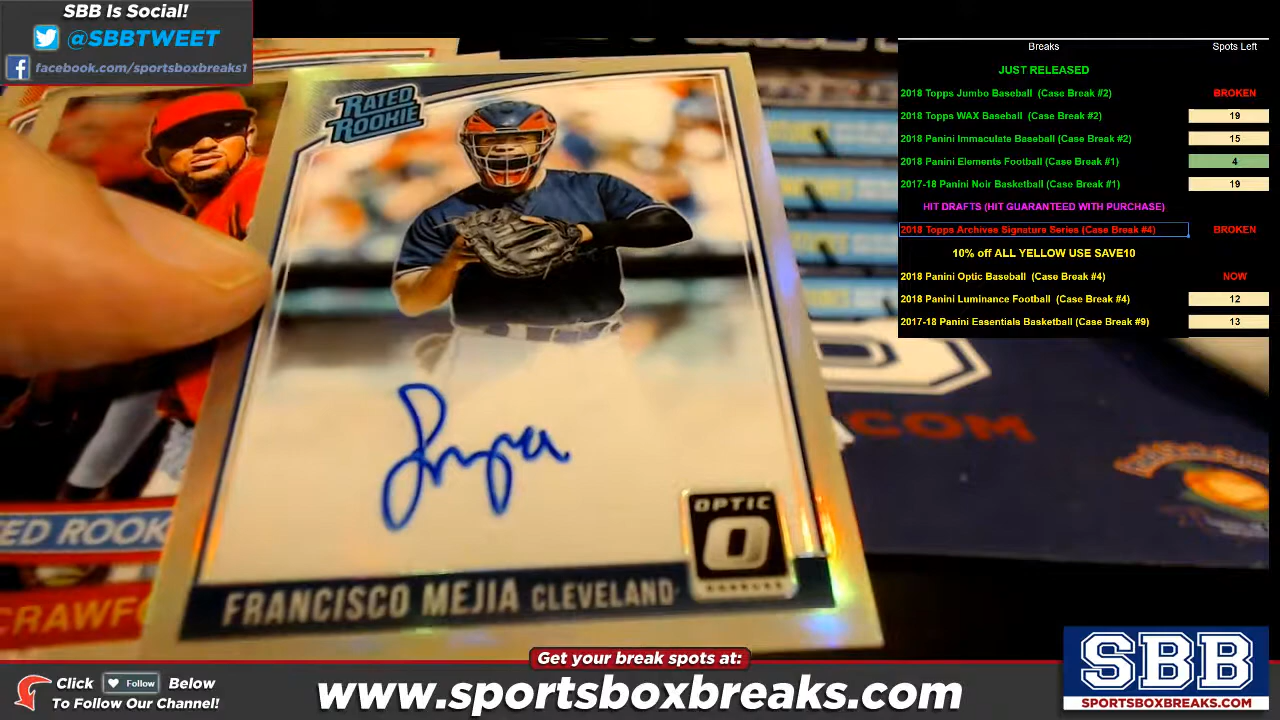 SBB Is Social!
@SBBTWEET
facebook.com/sportsboxbreaks1
RATED
ROOKIE
OPTIC
FRANCISCO MEJIA CLEVELAND
ED ROOK
CRAWF
.COM
Breaks Spots Left
JUST RELEASED
2018 Topps Jumbo Baseball (Case Break #2) BROKEN
2018 Topps WAX Baseball (Case Break #2) 19
2018 Panini Immaculate Baseball (Case Break #2) 15
2018 Panini Elements Football (Case Break #1) 4
2017-18 Panini Noir Basketball (Case Break #1) 19
HIT DRAFTS (HIT GUARANTEED WITH PURCHASE)
2018 Topps Archives Signature Series (Case Break #4) BROKEN
10% off ALL YELLOW USE SAVE10
2018 Panini Optic Baseball (Case Break #4) NOW
2018 Panini Luminance Football (Case Break #4) 12
2017-18 Panini Essentials Basketball (Case Break #9) 13
Get your break spots at:
Click Follow Below
To Follow Our Channel!
www.sportsboxbreaks.com
SBB
SPORTSBOXBREAKS.COM